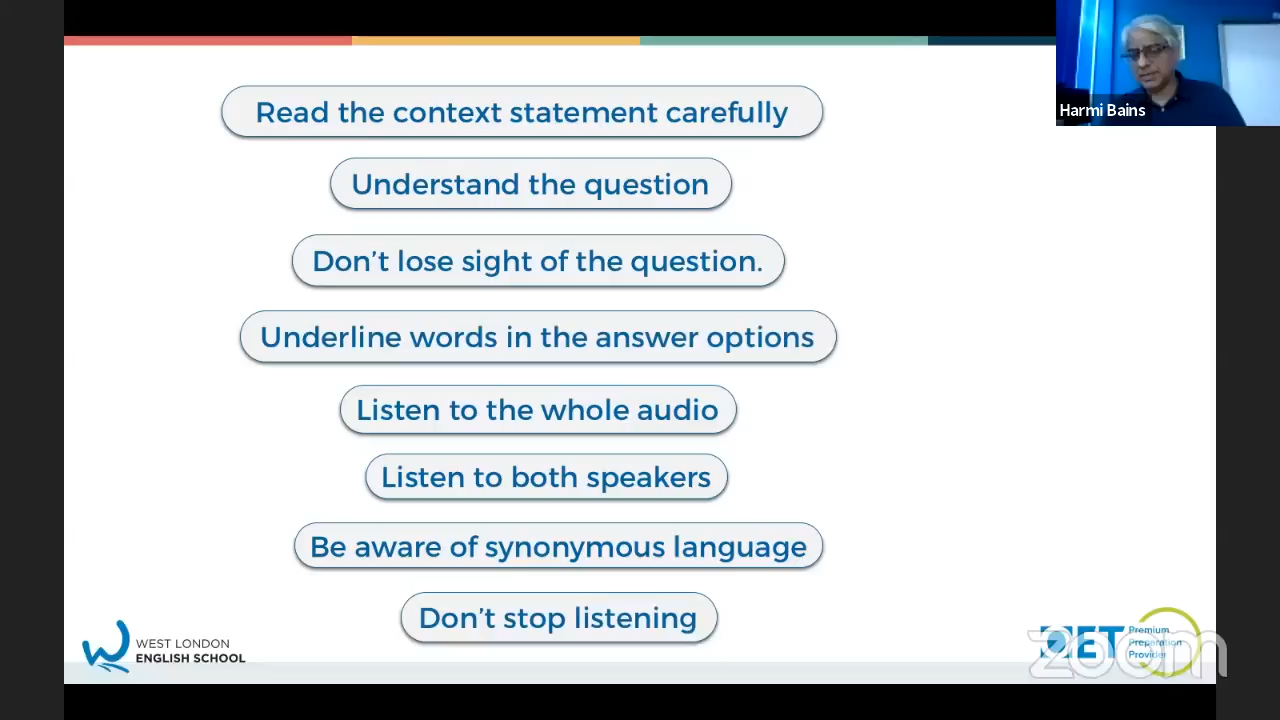 Harmi Bains
Read the context statement carefully
Understand the question
Don't lose sight of the question.
Underline words in the answer options
Listen to the whole audio
Listen to both speakers
Be aware of synonymous language
Don't stop listening
WEST LONDON
ENGLISH SCHOOL
OET
Premium
Preparation
Provider
zoom